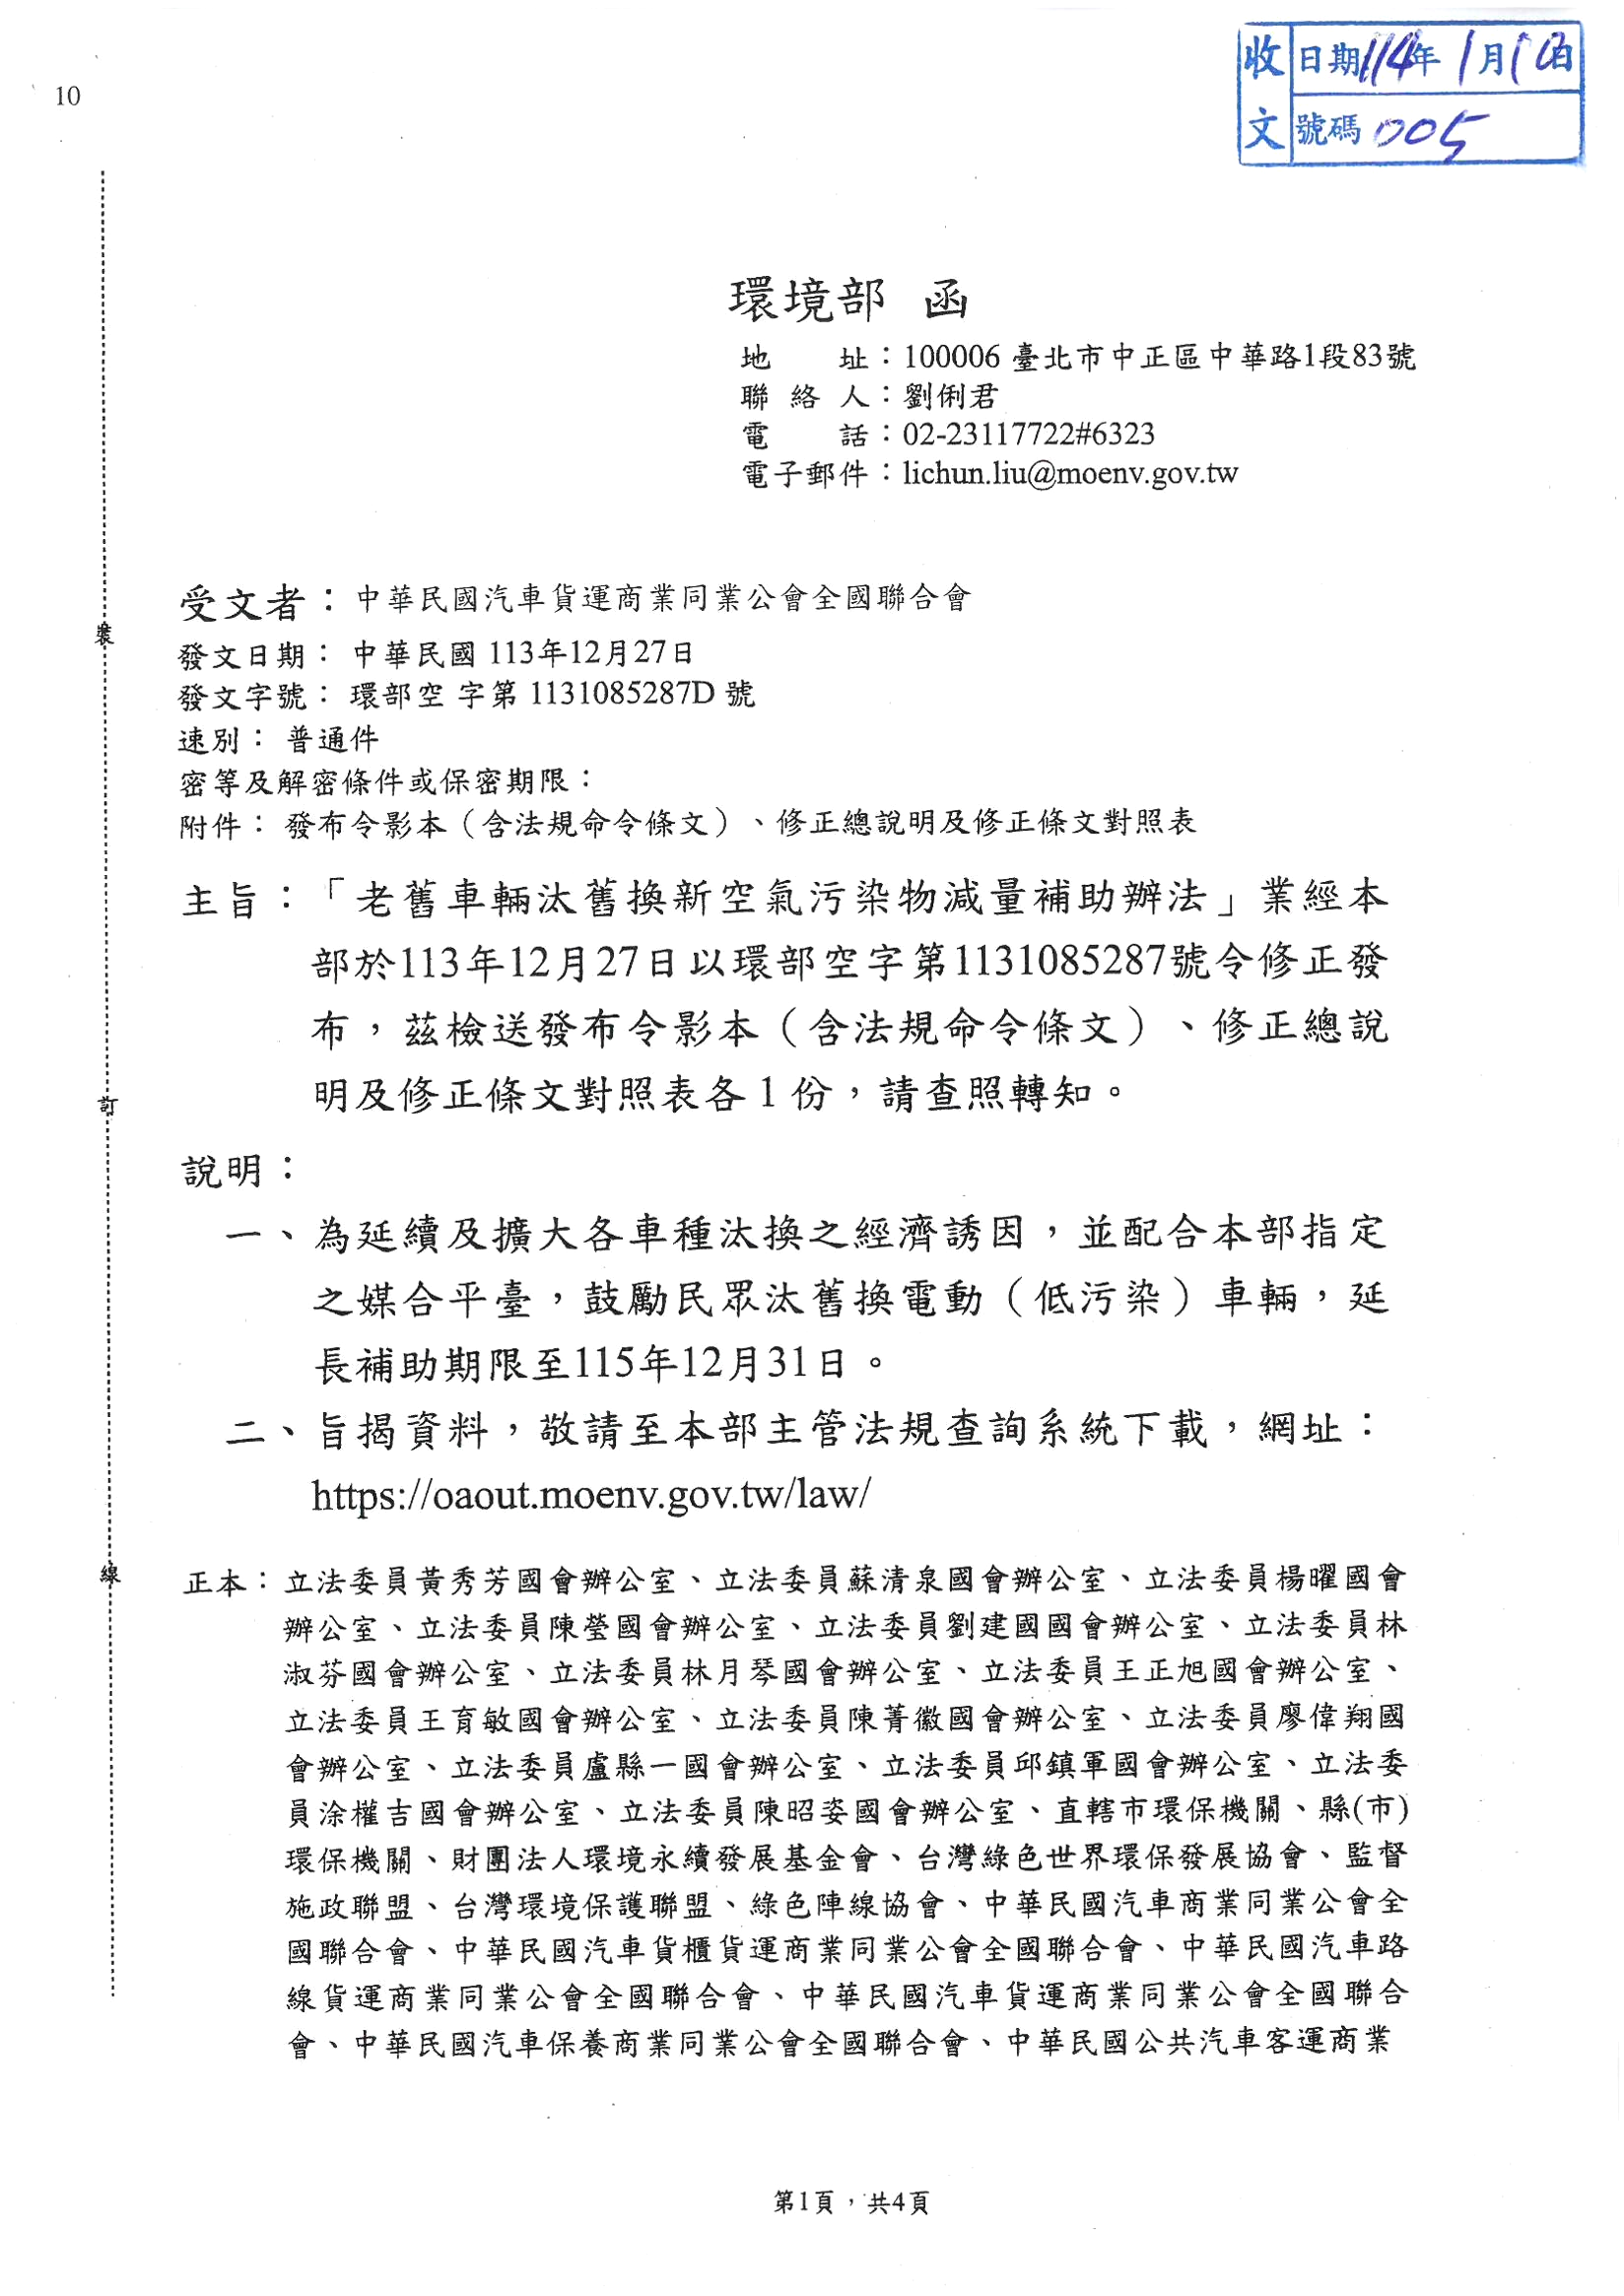 10
收文 日期114年1月10日
號碼005
環境部 函
地 址：100006 臺北市中正區中華路1段83號
聯 絡 人：劉俐君
電 話：02-23117722#6323
電子郵件：lichun.liu@moenv.gov.tw
受文者：中華民國汽車貨運商業同業公會全國聯合會
發文日期：中華民國 113年12月27日
發文字號：環部空 字第 1131085287D 號
速別：普通件
密等及解密條件或保密期限：
附件：發布令影本（含法規命令條文）、修正總說明及修正條文對照表
主旨：「老舊車輛汰舊換新空氣污染物減量補助辦法」業經本
部於113年12月27日以環部空字第1131085287號令修正發
布，茲檢送發布令影本（含法規命令條文）、修正總說
明及修正條文對照表各1份，請查照轉知。
說明：
一、為延續及擴大各車種汰換之經濟誘因，並配合本部指定
之媒合平臺，鼓勵民眾汰舊換電動（低污染）車輛，延
長補助期限至115年12月31日。
二、旨揭資料，敬請至本部主管法規查詢系統下載，網址：
https://oaout.moenv.gov.tw/law/
正本：立法委員黃秀芳國會辦公室、立法委員蘇清泉國會辦公室、立法委員楊曜國會
辦公室、立法委員陳瑩國會辦公室、立法委員劉建國國會辦公室、立法委員林
淑芬國會辦公室、立法委員林月琴國會辦公室、立法委員王正旭國會辦公室、
立法委員王育敏國會辦公室、立法委員陳菁徽國會辦公室、立法委員廖偉翔國
會辦公室、立法委員盧縣一國會辦公室、立法委員邱鎮軍國會辦公室、立法委
員涂權吉國會辦公室、立法委員陳昭姿國會辦公室、直轄市環保機關、縣(市)
環保機關、財團法人環境永續發展基金會、台灣綠色世界環保發展協會、監督
施政聯盟、台灣環境保護聯盟、綠色陣線協會、中華民國汽車商業同業公會全
國聯合會、中華民國汽車貨櫃貨運商業同業公會全國聯合會、中華民國汽車路
線貨運商業同業公會全國聯合會、中華民國汽車貨運商業同業公會全國聯合
會、中華民國汽車保養商業同業公會全國聯合會、中華民國公共汽車客運商業
裝
訂
線
第1頁，共4頁